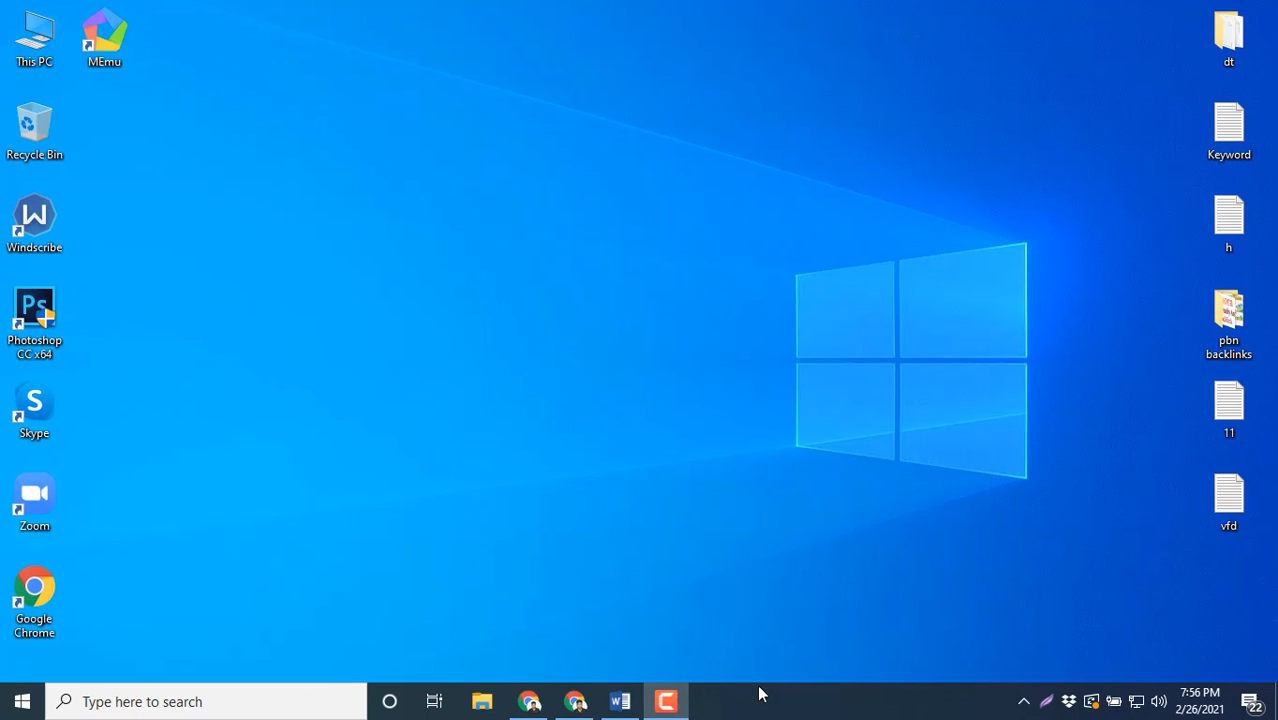 This PC
MEmu
Recycle Bin
W
Windscribe
Ps
Photoshop
CC x64
S
Skype
Zoom
Google
Chrome
dt
Keyword
h
pbn
backlinks
11
vfd
Type here to search
W
C
7:56 PM
2/26/2021
22